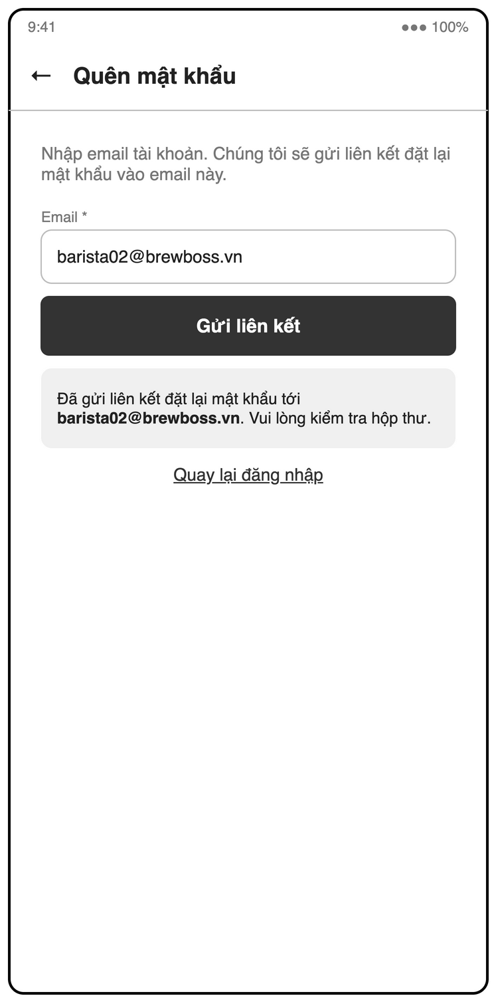 9:41 ●●● 100%
← Quên mật khẩu
Nhập email tài khoản. Chúng tôi sẽ gửi liên kết đặt lại
mật khẩu vào email này.
Email *
barista02@brewboss.vn
Gửi liên kết
Đã gửi liên kết đặt lại mật khẩu tới
barista02@brewboss.vn. Vui lòng kiểm tra hộp thư.
Quay lại đăng nhập